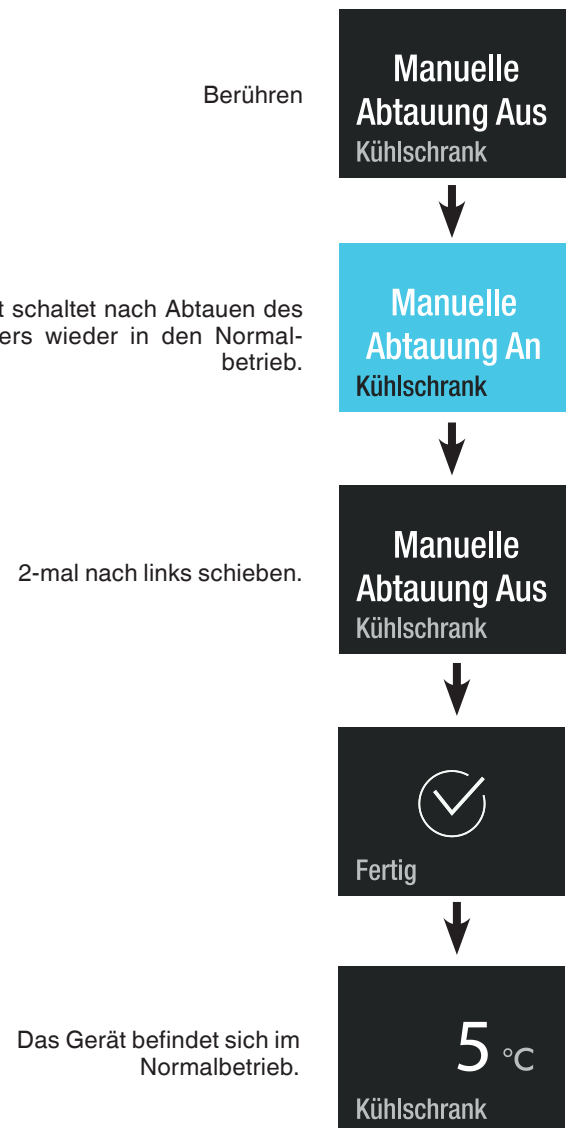 Berühren
Manuelle
Abtauung Aus
Kühlschrank
t schaltet nach Abtauen des
ers wieder in den Normal-
betrieb.
Manuelle
Abtauung An
Kühlschrank
2-mal nach links schieben.
Manuelle
Abtauung Aus
Kühlschrank
Fertig
Das Gerät befindet sich im
Normalbetrieb.
5 °C
Kühlschrank